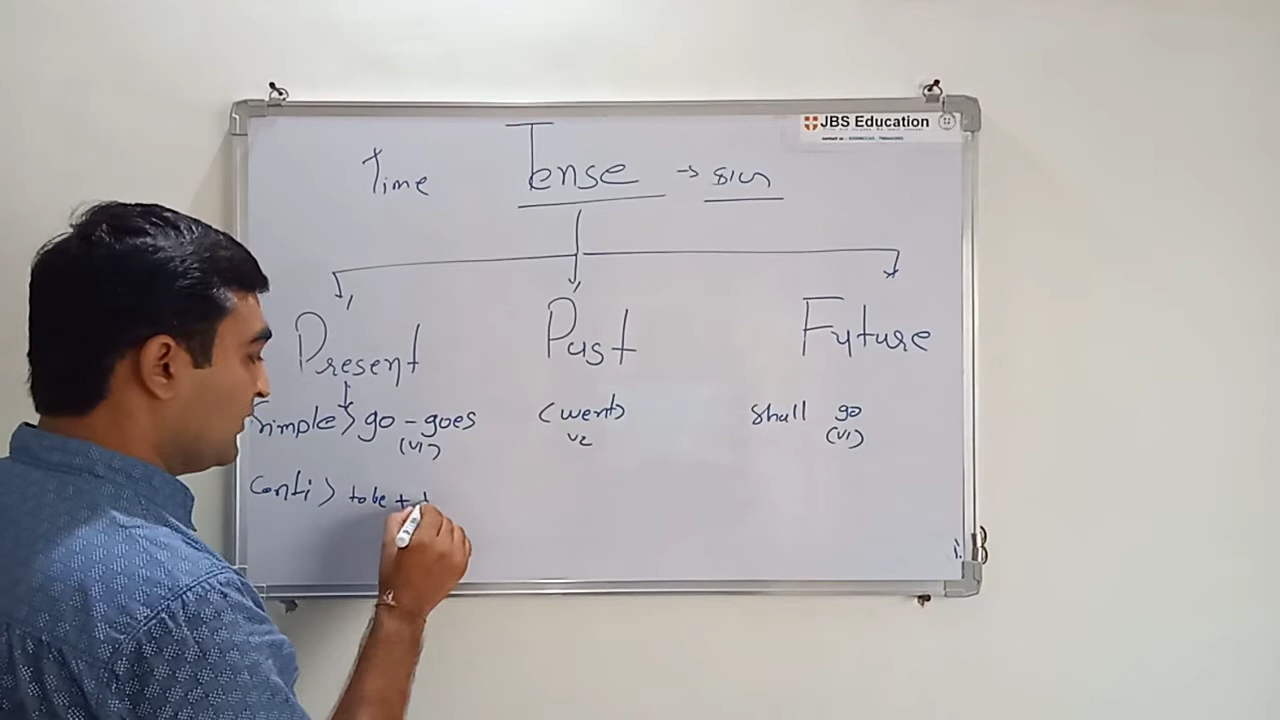 JBS Education
Time Tense →
Present Past Future
Simple > go - goes (went) shall go
(V1) V2 (V1)
Conti > to be +